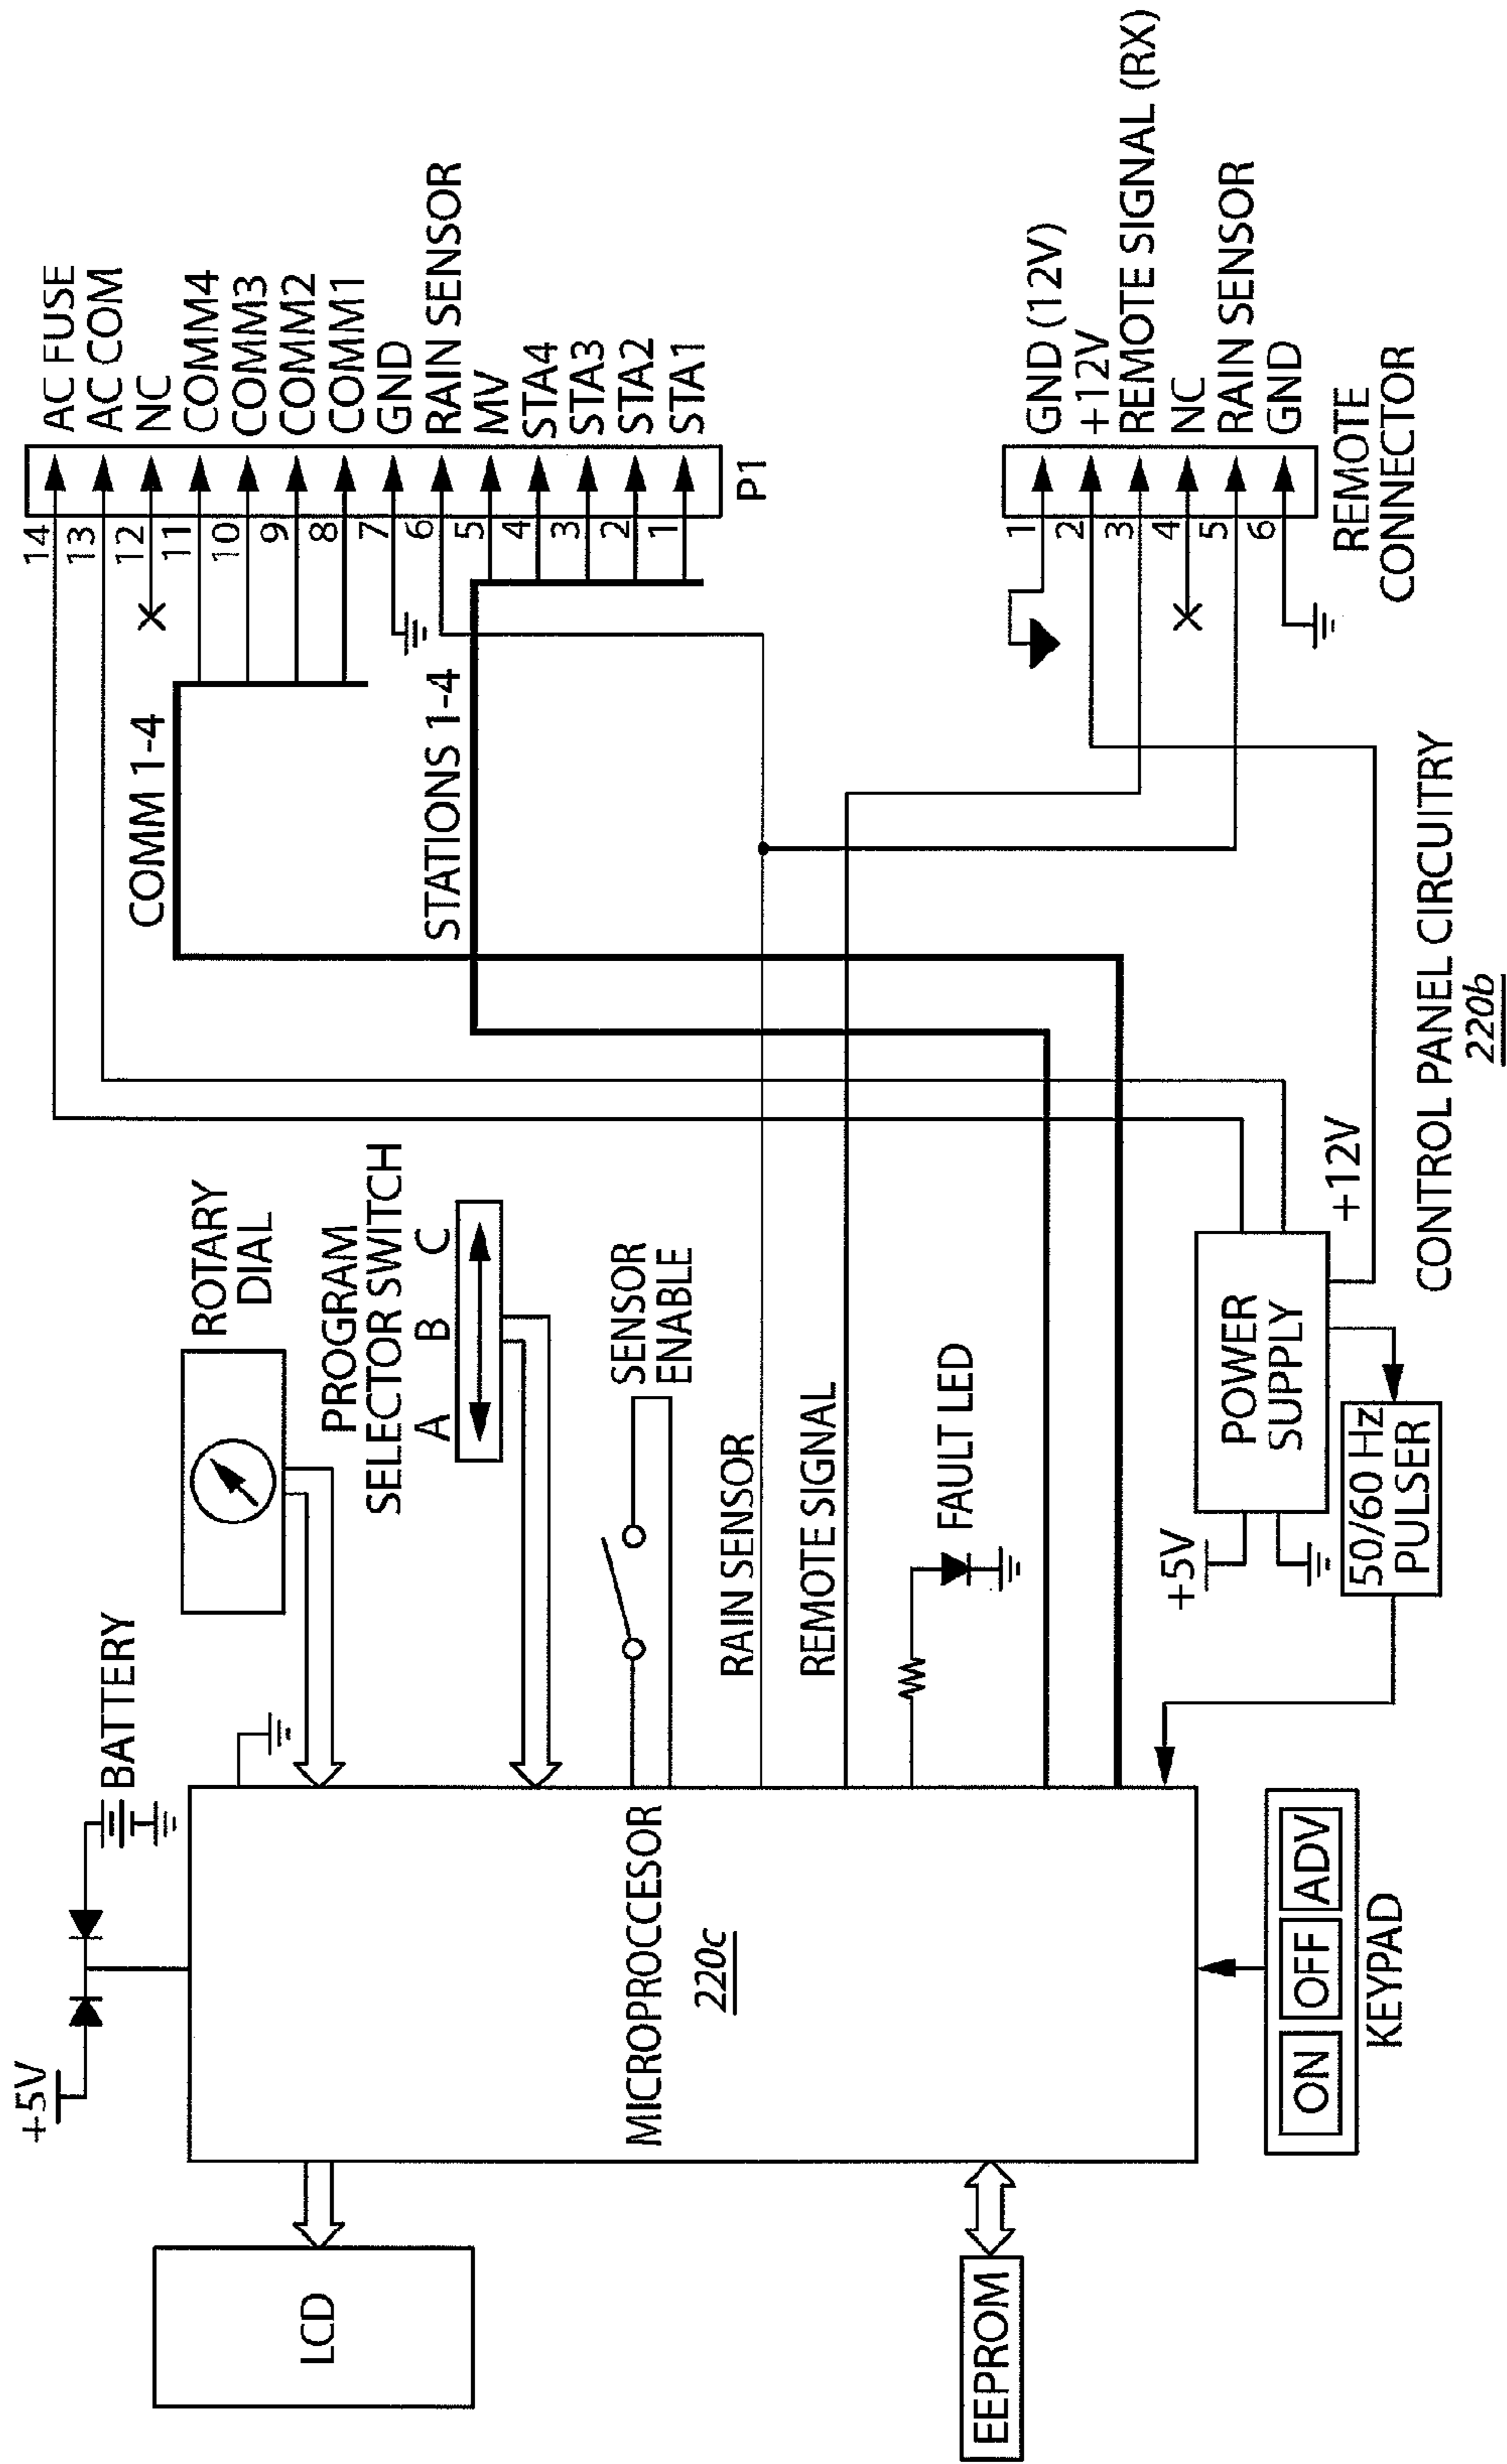 +5V
BATTERY
ROTARY
DIAL
PROGRAM
SELECTOR SWITCH
A B C
SENSOR
ENABLE
RAIN SENSOR
REMOTE SIGNAL
FAULT LED
LCD
EEPROM
MICROPROCCESOR
220c
ON OFF ADV
KEYPAD
+5V
POWER
SUPPLY
50/60 Hz
PULSER
+12V
COMM 1-4
STATIONS 1-4
14 AC FUSE
13 AC COM
12 NC
11 COMM4
10 COMM3
9 COMM2
8 COMM1
7 GND
6 RAIN SENSOR
5 MV
4 STA4
3 STA3
2 STA2
1 STA1
P1
1 GND (12V)
2 +12V
3 REMOTE SIGNAL (RX)
4 NC
5 RAIN SENSOR
6 GND
REMOTE
CONNECTOR
CONTROL PANEL CIRCUITRY
220b